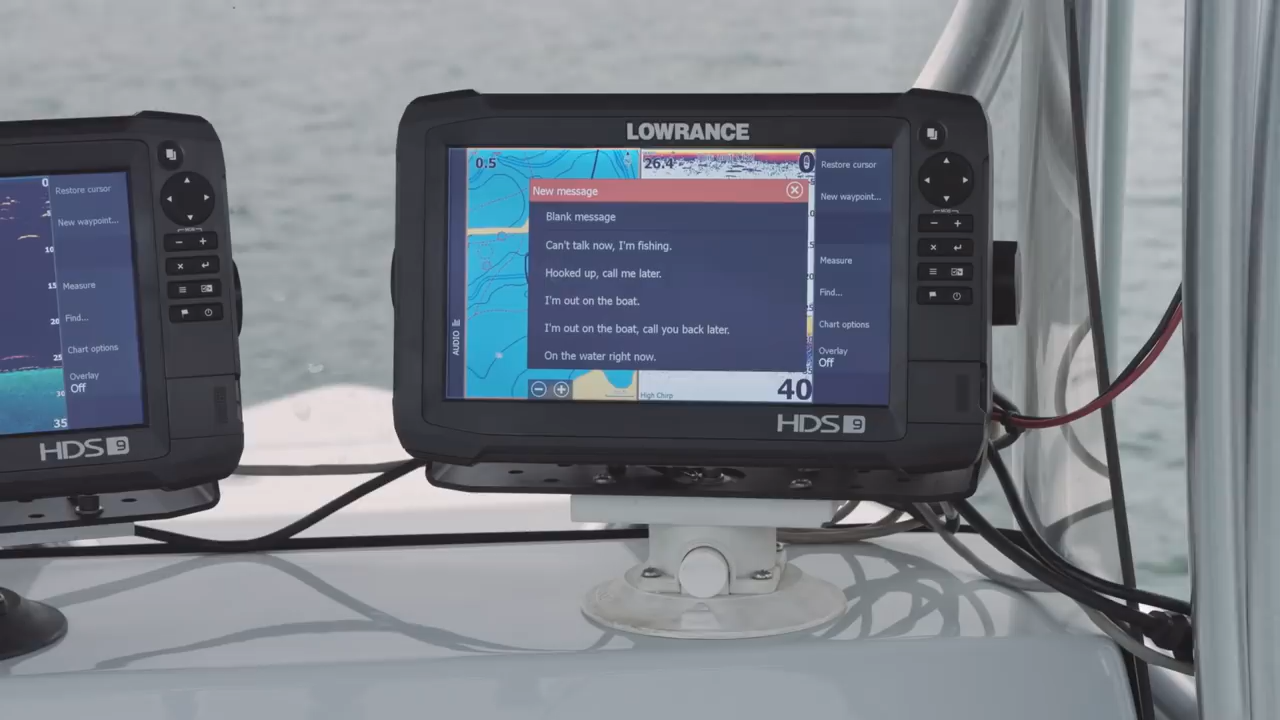 0
10
15
20
25
30
35
Restore cursor
New waypoint...
Measure
Find...
Chart options
Overlay
Off
HDS 9
LOWRANCE
0.5
26.4
0
New message
Blank message
Can't talk now, I'm fishing.
Hooked up, call me later.
I'm out on the boat.
I'm out on the boat, call you back later.
On the water right now.
AUDIO
High Chirp
40
Restore cursor
New waypoint...
Measure
Find...
Chart options
Overlay
Off
HDS 9